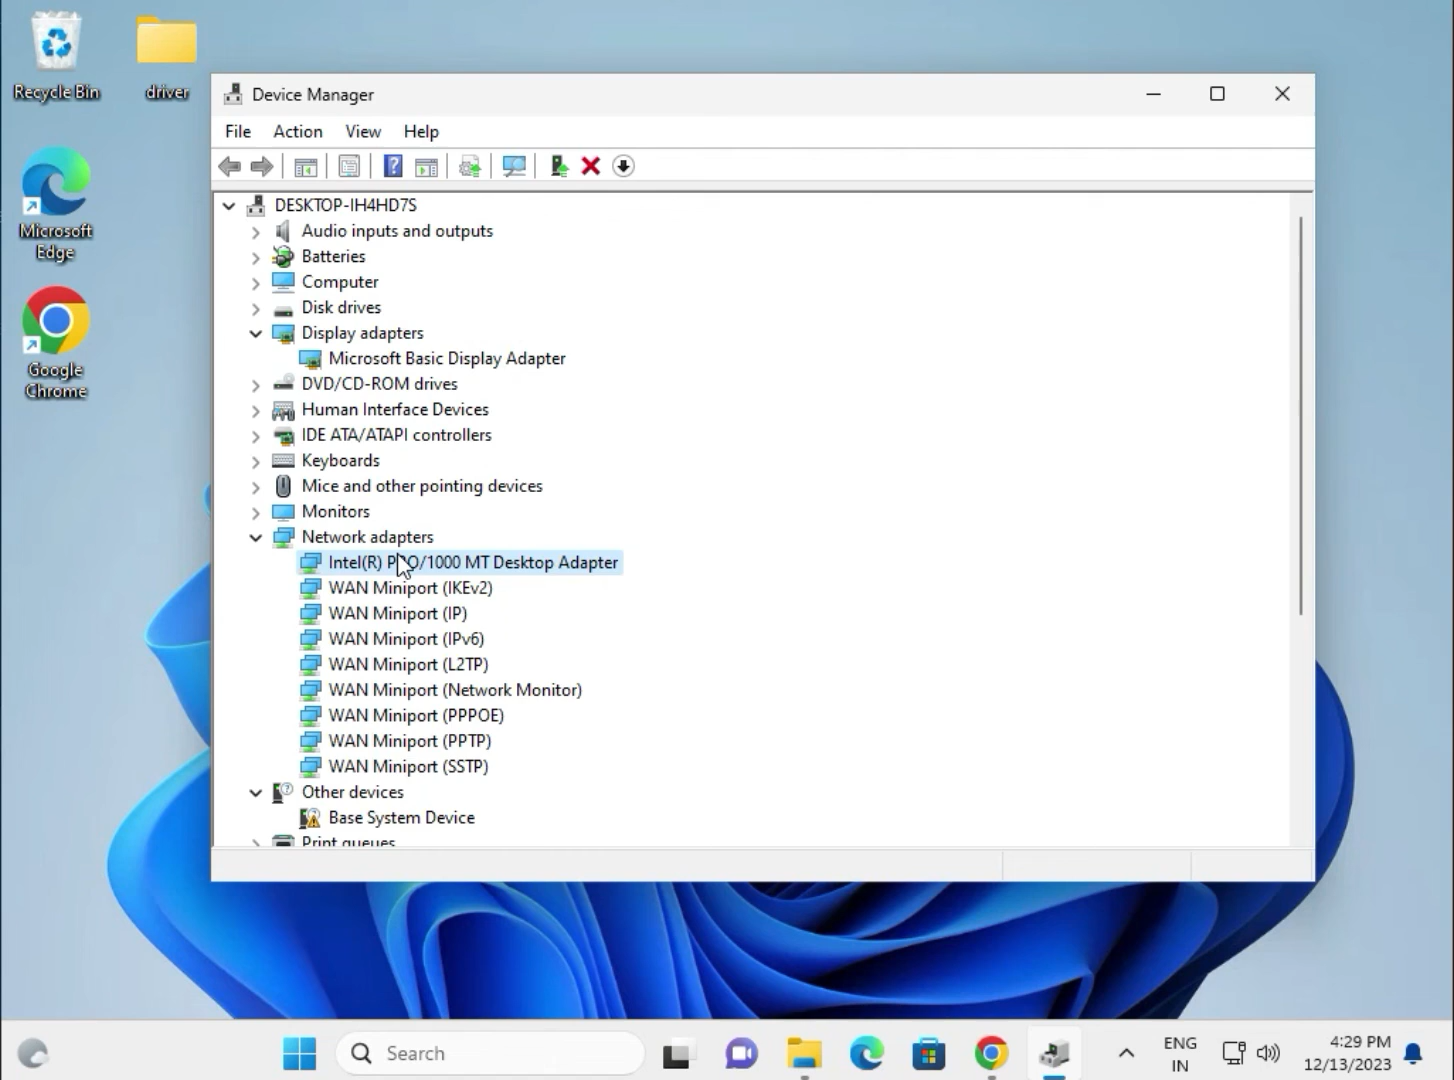 Recycle Bin
driver
Microsoft
Edge
Google
Chrome
Device Manager
File Action View Help
DESKTOP-IH4HD7S
Audio inputs and outputs
Batteries
Computer
Disk drives
Display adapters
Microsoft Basic Display Adapter
DVD/CD-ROM drives
Human Interface Devices
IDE ATA/ATAPI controllers
Keyboards
Mice and other pointing devices
Monitors
Network adapters
Intel(R) PRO/1000 MT Desktop Adapter
WAN Miniport (IKEv2)
WAN Miniport (IP)
WAN Miniport (IPv6)
WAN Miniport (L2TP)
WAN Miniport (Network Monitor)
WAN Miniport (PPPOE)
WAN Miniport (PPTP)
WAN Miniport (SSTP)
Other devices
Base System Device
Print queues
Search
ENG
IN
4:29 PM
12/13/2023